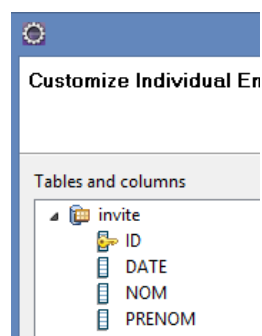 Customize Individual En
Tables and columns
invite
ID
DATE
NOM
PRENOM